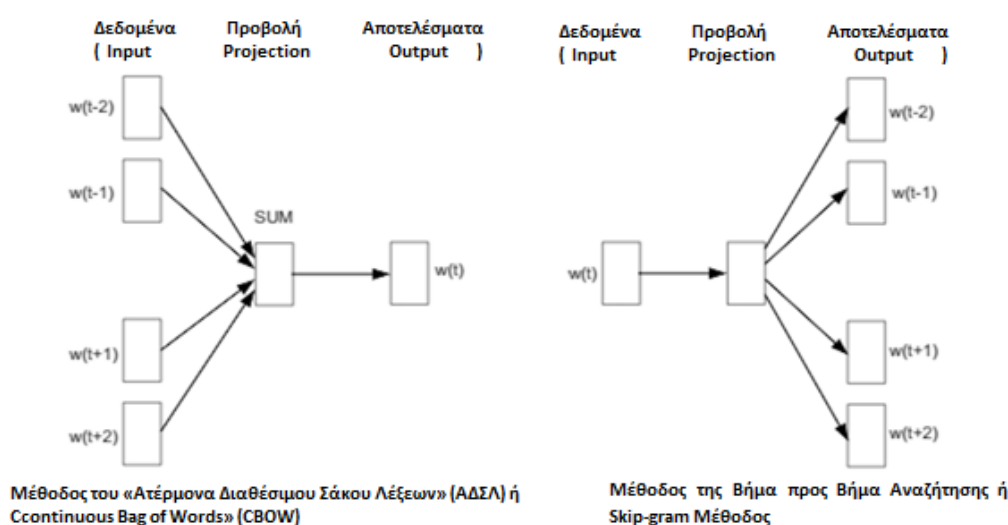 Δεδομένα
( Input
Προβολή
Projection
Αποτελέσματα
Output )
w(t-2)
w(t-1)
SUM
w(t)
w(t+1)
w(t+2)
Μέθοδος του «Ατέρμονα Διαθέσιμου Σάκου Λέξεων» (ΑΔΣΛ) ή
Ccontinuous Bag of Words» (CBOW)
Δεδομένα
( Input
Προβολή
Projection
Αποτελέσματα
Output )
w(t-2)
w(t-1)
w(t)
w(t+1)
w(t+2)
Μέθοδος της Βήμα προς Βήμα Αναζήτησης ή
Skip-gram Μέθοδος